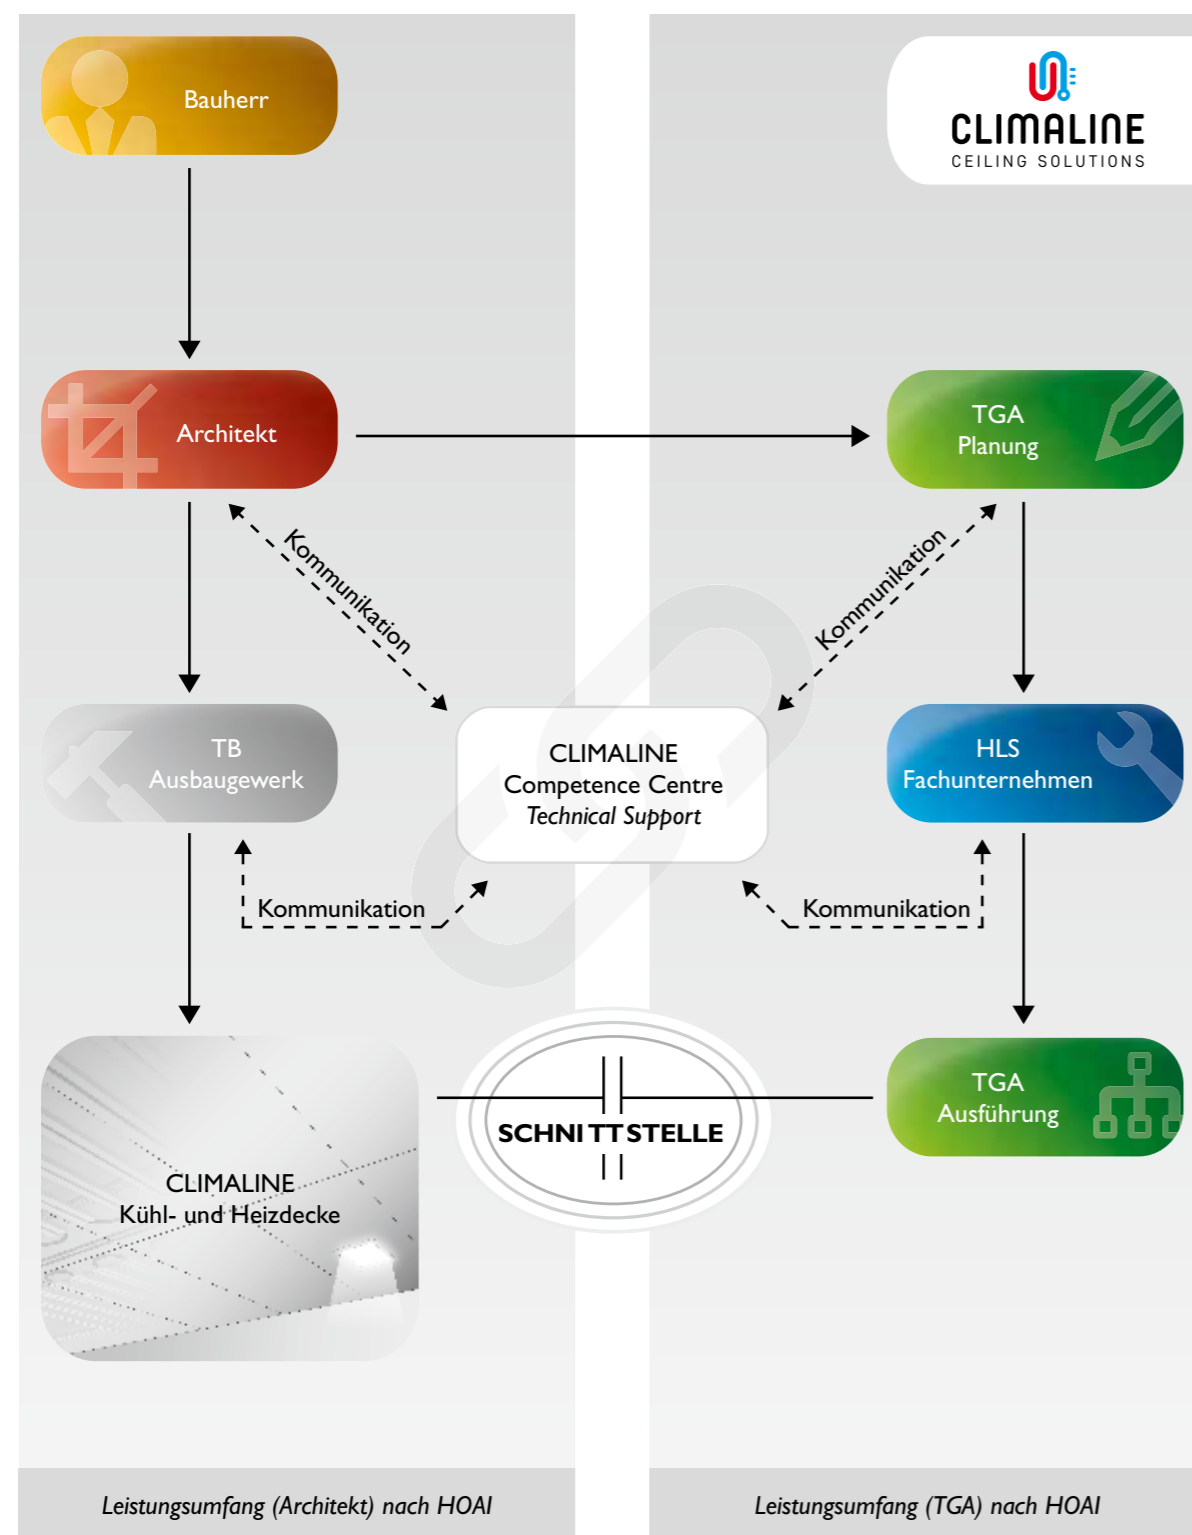 Bauherr
CLIMALINE
CEILING SOLUTIONS
Architekt
TGA
Planung
Kommunikation
Kommunikation
TB
Ausbaugewerk
CLIMALINE
Competence Centre
Technical Support
HLS
Fachunternehmen
Kommunikation
Kommunikation
SCHNITTSTELLE
TGA
Ausführung
CLIMALINE
Kühl- und Heizdecke
Leistungsumfang (Architekt) nach HOAI
Leistungsumfang (TGA) nach HOAI